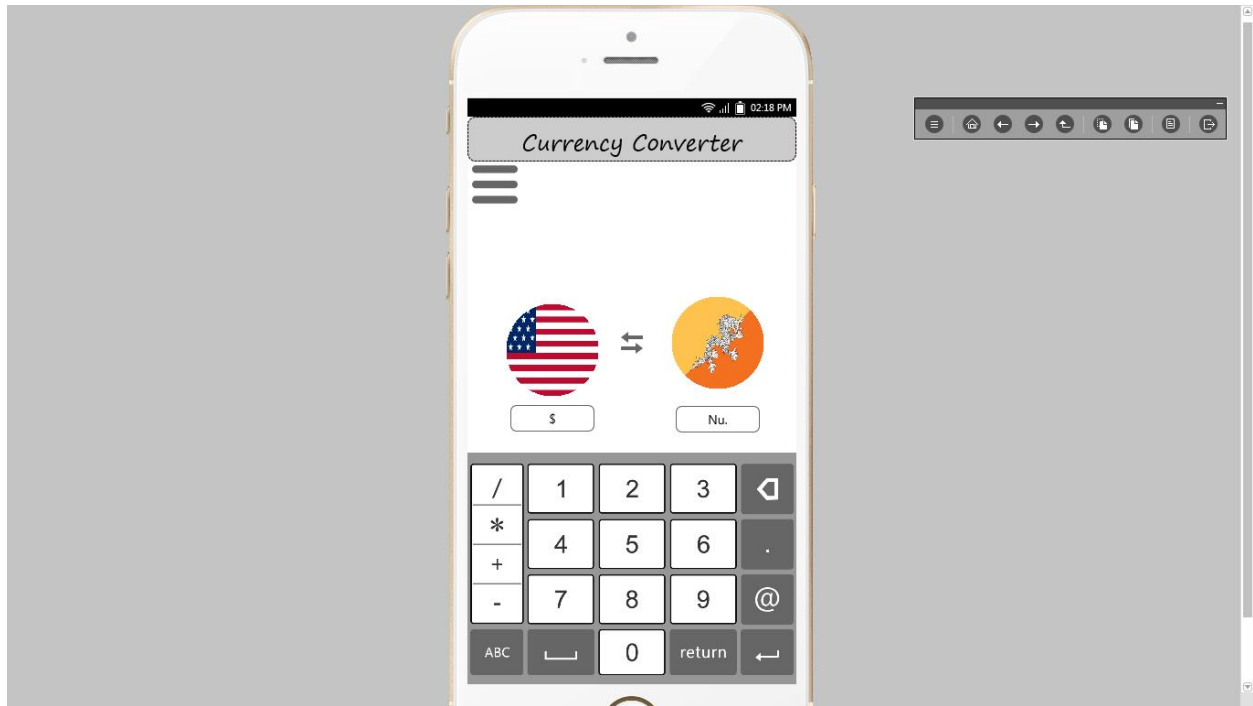 02:18 PM
Currency Converter
$ Nu.
/ 1 2 3
*
4 5 6 .
+
- 7 8 9 @
ABC 0 return